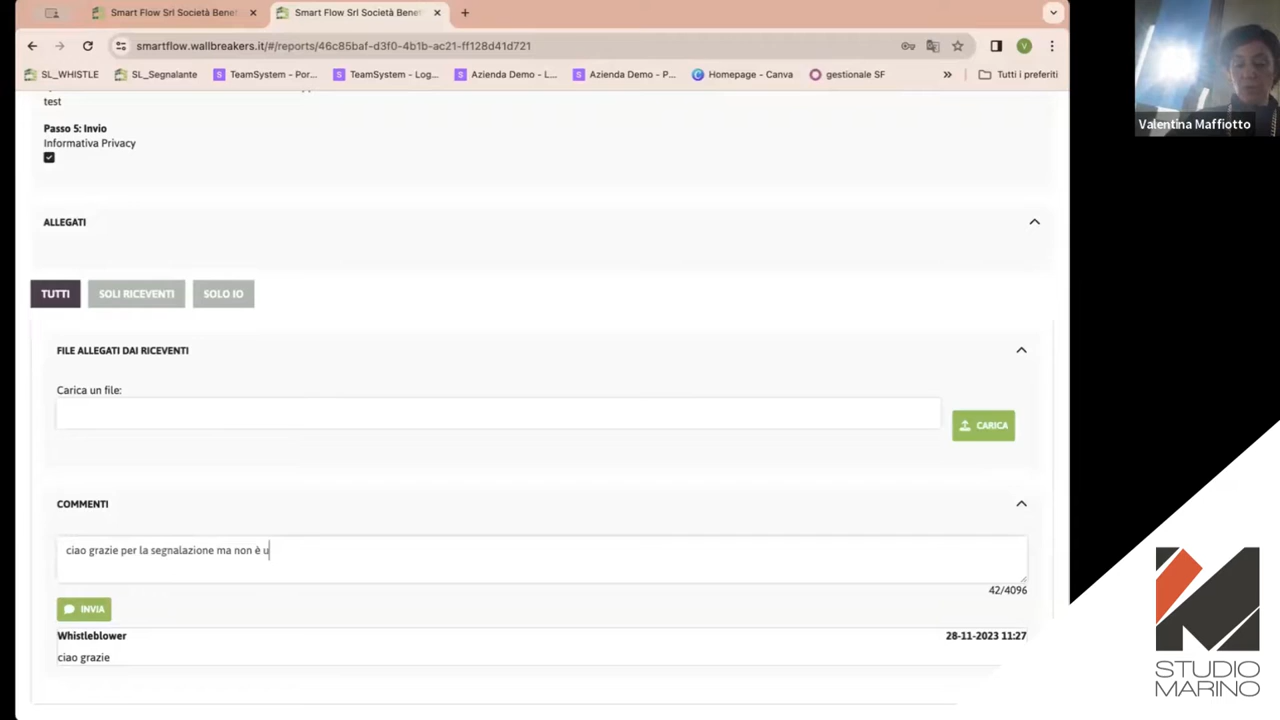 Smart Flow Srl Società Benef
Smart Flow Srl Società Benef
smartflow.wallbreakers.it/#/reports/46c85baf-d3f0-4b1b-ac21-ff128d41d721
V
SL_WHISTLE
SL_Segnalante
TeamSystem - Por...
TeamSystem - Log...
Azienda Demo - L...
Azienda Demo - P...
Homepage - Canva
gestionale SF
»
Tutti i preferiti
Valentina Maffiotto
test
Passo 5: Invio
Informativa Privacy
ALLEGATI
TUTTI
SOLI RICEVENTI
SOLO IO
FILE ALLEGATI DAI RICEVENTI
Carica un file:
CARICA
COMMENTI
ciao grazie per la segnalazione ma non è u
42/4096
INVIA
Whistleblower
28-11-2023 11:27
ciao grazie
STUDIO
MARINO